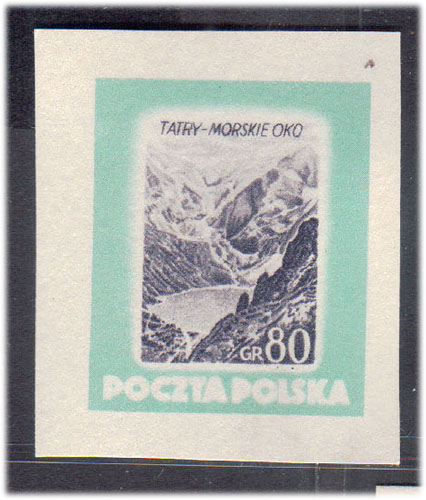 TATRY-MORSKIE OKO
GR 80
POCZTA POLSKA